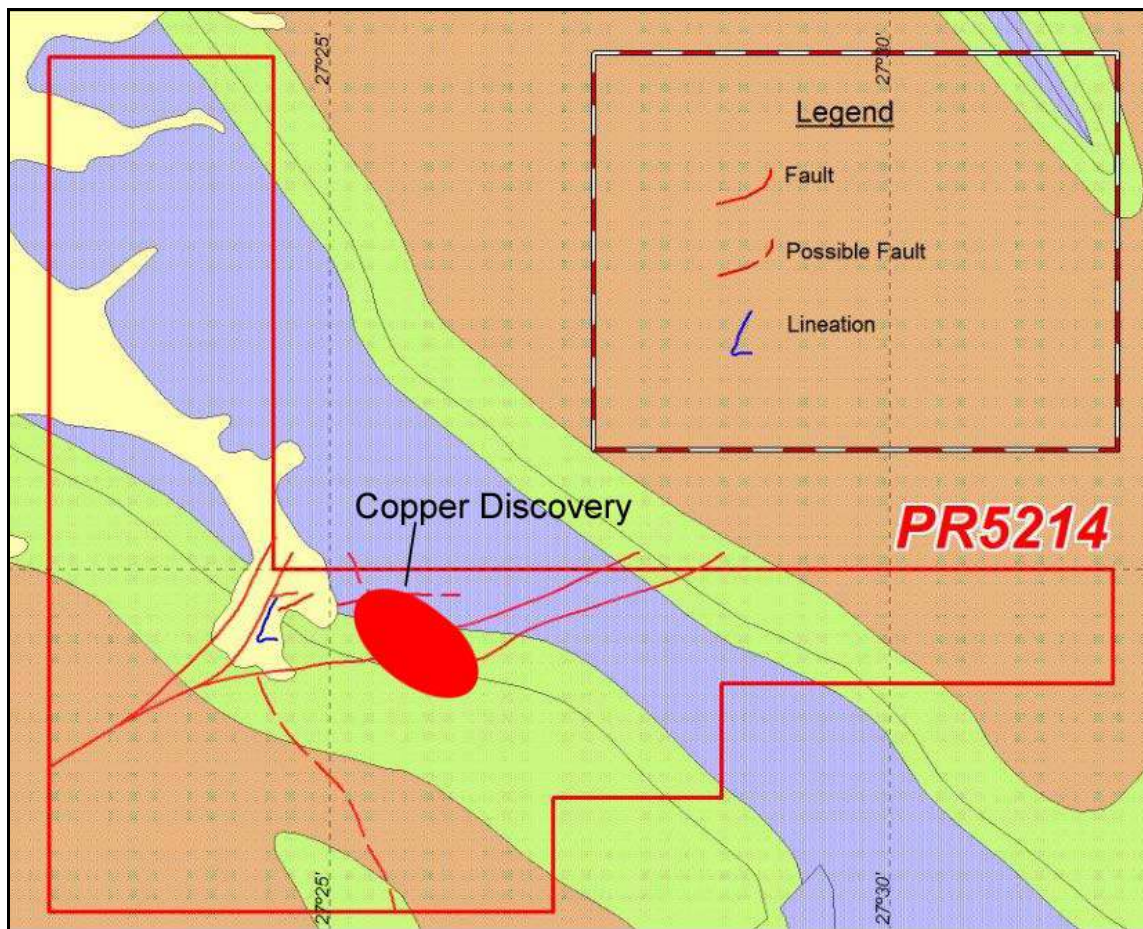 27°25'
27°30'
Legend
Fault
Possible Fault
Lineation
Copper Discovery
PR5214
27°25'
27°30'